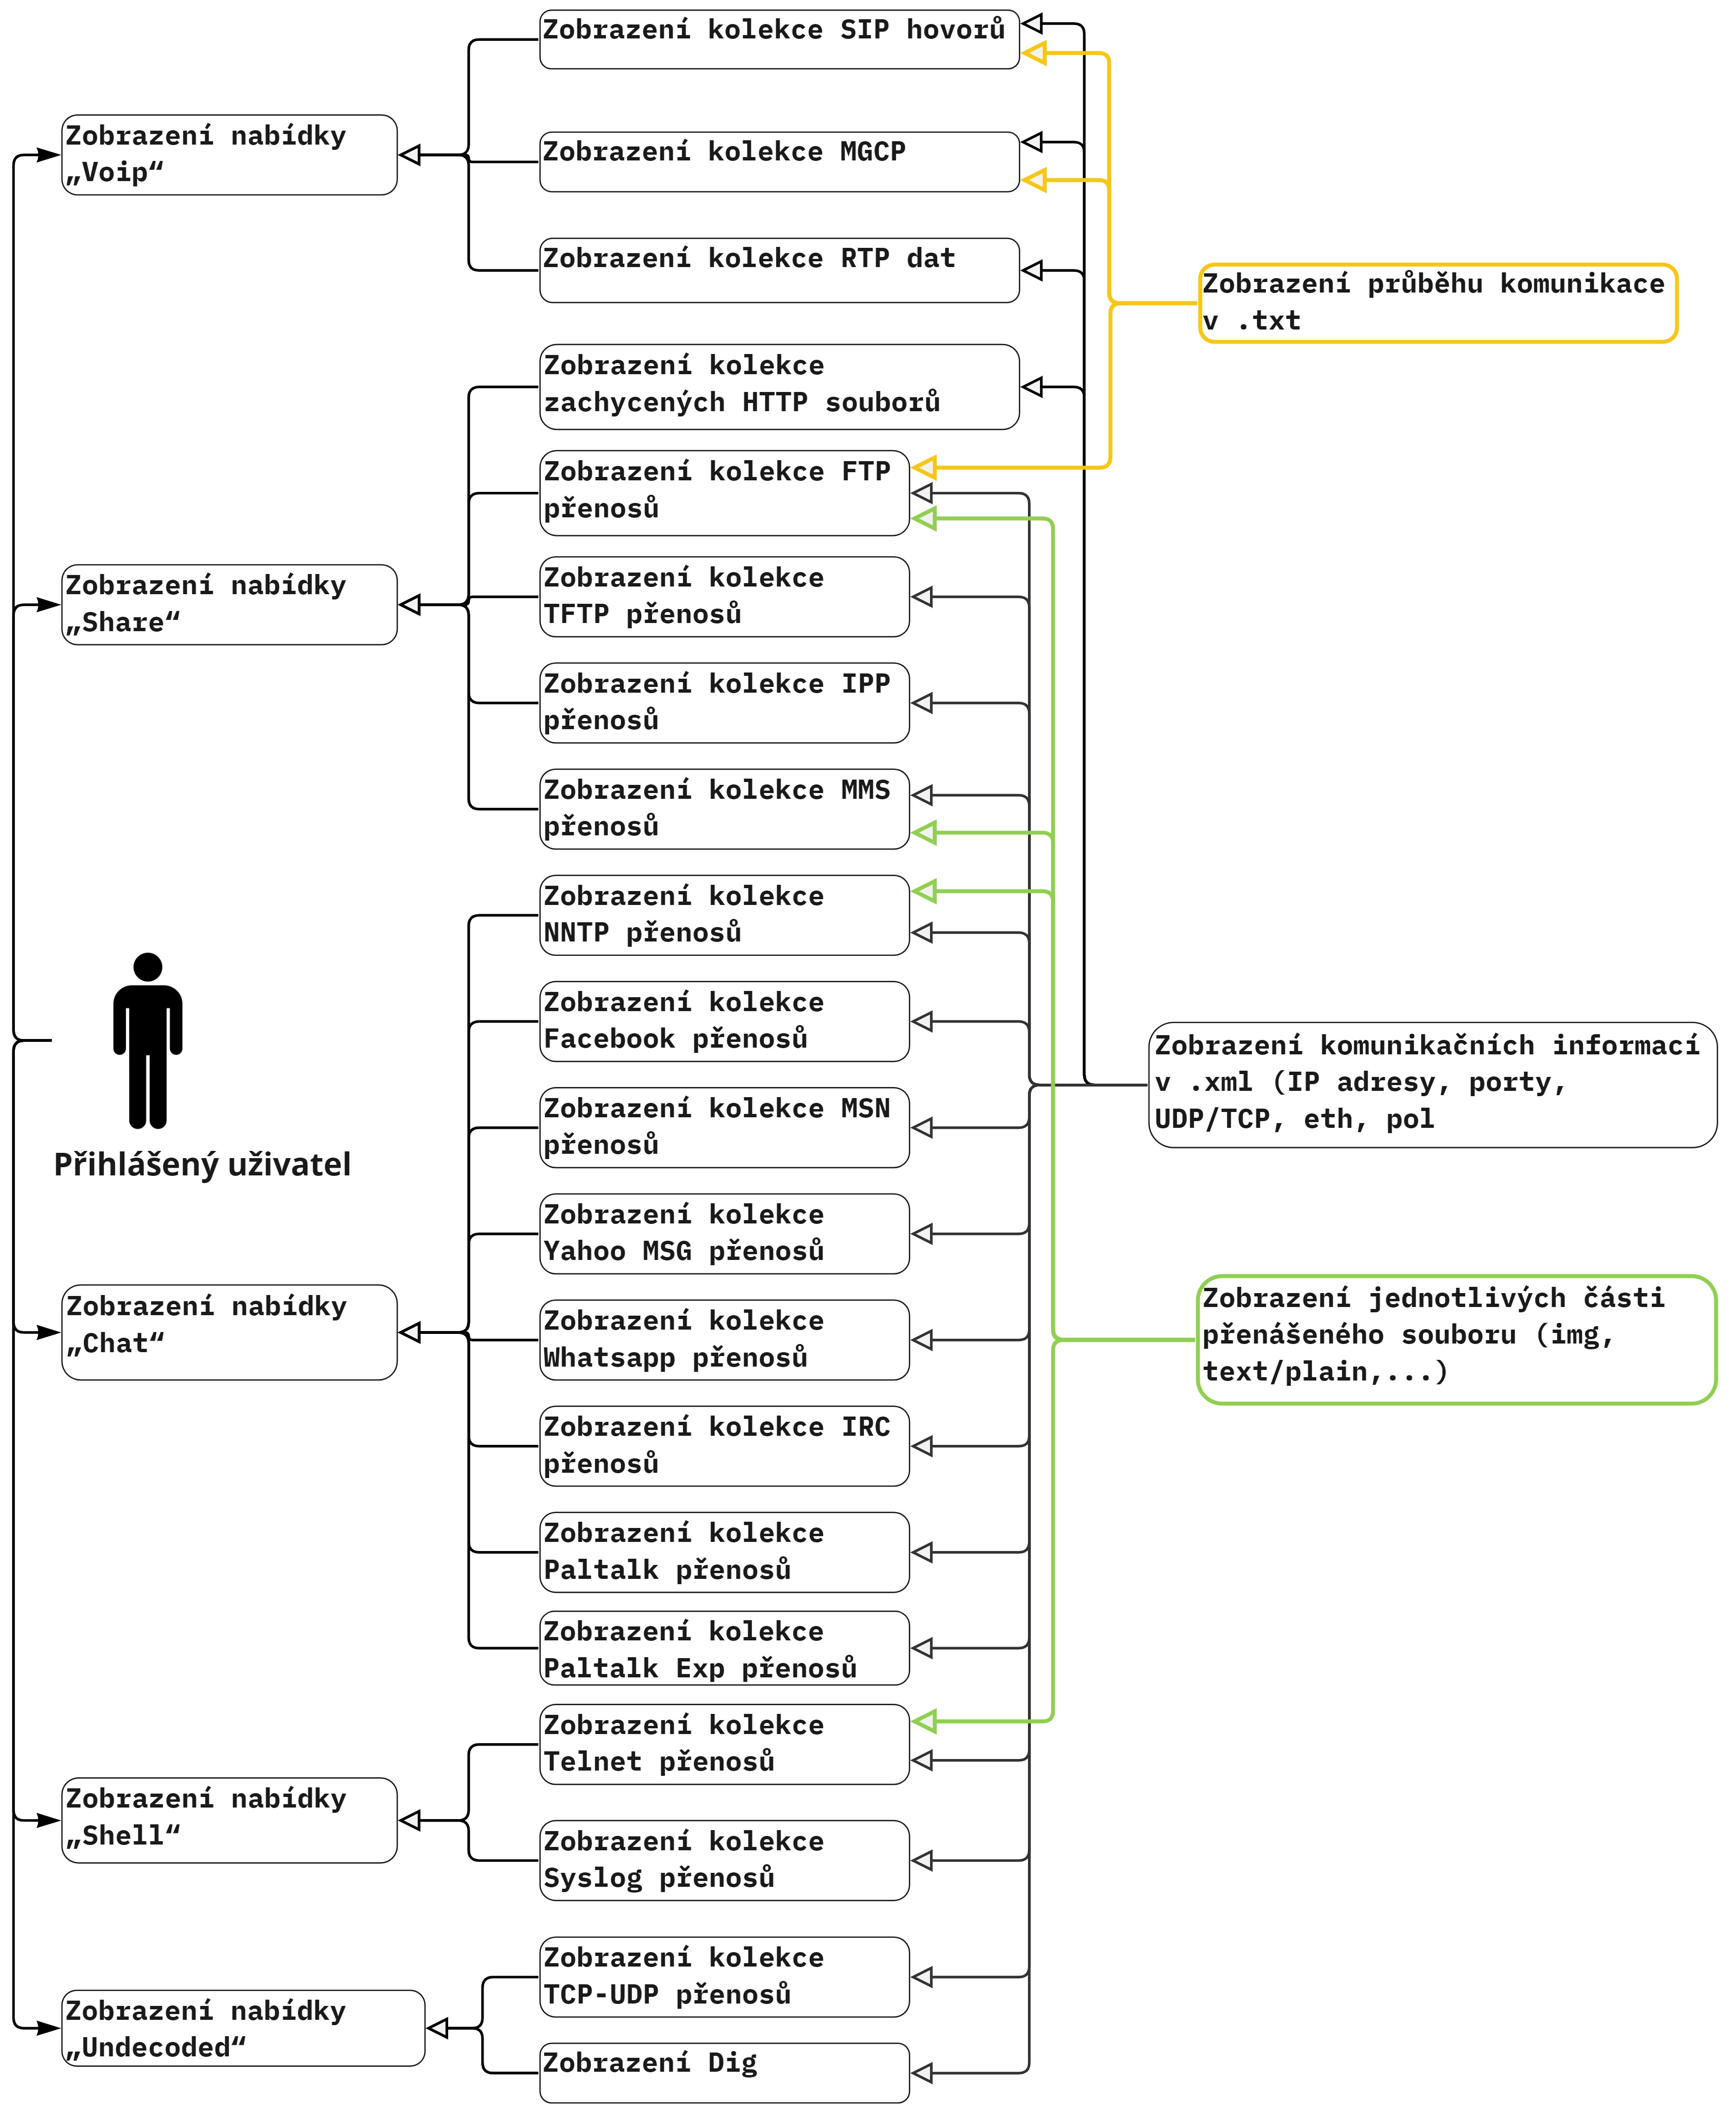 Zobrazení kolekce SIP hovorů
Zobrazení nabídky
„Voip“
Zobrazení kolekce MGCP
Zobrazení kolekce RTP dat
Zobrazení průběhu komunikace
v .txt
Zobrazení kolekce
zachycených HTTP souborů
Zobrazení kolekce FTP
přenosů
Zobrazení nabídky
„Share“
Zobrazení kolekce
TFTP přenosů
Zobrazení kolekce IPP
přenosů
Zobrazení kolekce MMS
přenosů
Zobrazení kolekce
NNTP přenosů
Zobrazení kolekce
Facebook přenosů
Zobrazení komunikačních informací
v .xml (IP adresy, porty,
UDP/TCP, eth, pol
Zobrazení kolekce MSN
přenosů
Přihlášený uživatel
Zobrazení kolekce
Yahoo MSG přenosů
Zobrazení nabídky
„Chat“
Zobrazení kolekce
Whatsapp přenosů
Zobrazení jednotlivých části
přenášeného souboru (img,
text/plain,...)
Zobrazení kolekce IRC
přenosů
Zobrazení kolekce
Paltalk přenosů
Zobrazení kolekce
Paltalk Exp přenosů
Zobrazení kolekce
Telnet přenosů
Zobrazení nabídky
„Shell“
Zobrazení kolekce
Syslog přenosů
Zobrazení kolekce
TCP-UDP přenosů
Zobrazení nabídky
„Undecoded“
Zobrazení Dig